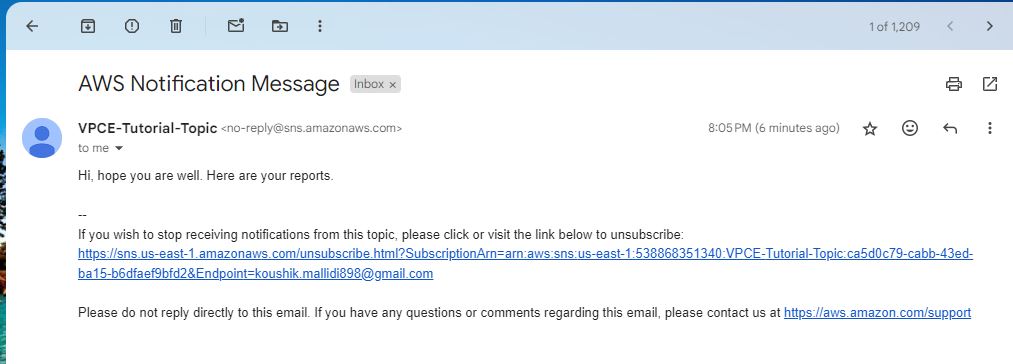 1 of 1,209
AWS Notification Message Inbox ×
VPCE-Tutorial-Topic <no-reply@sns.amazonaws.com> 8:05 PM (6 minutes ago)
to me
Hi, hope you are well. Here are your reports.
--
If you wish to stop receiving notifications from this topic, please click or visit the link below to unsubscribe:
https://sns.us-east-1.amazonaws.com/unsubscribe.html?SubscriptionArn=arn:aws:sns:us-east-1:538868351340:VPCE-Tutorial-Topic:ca5d0c79-cabb-43ed-
ba15-b6dfaef9bfd2&Endpoint=koushik.mallidi898@gmail.com
Please do not reply directly to this email. If you have any questions or comments regarding this email, please contact us at https://aws.amazon.com/support